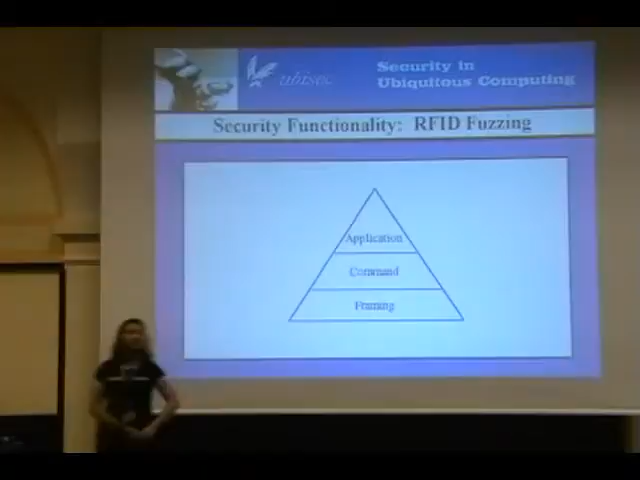 ubisec
Security in
Ubiquitous Computing
Security Functionality: RFID Fuzzing
Application
Command
Framing